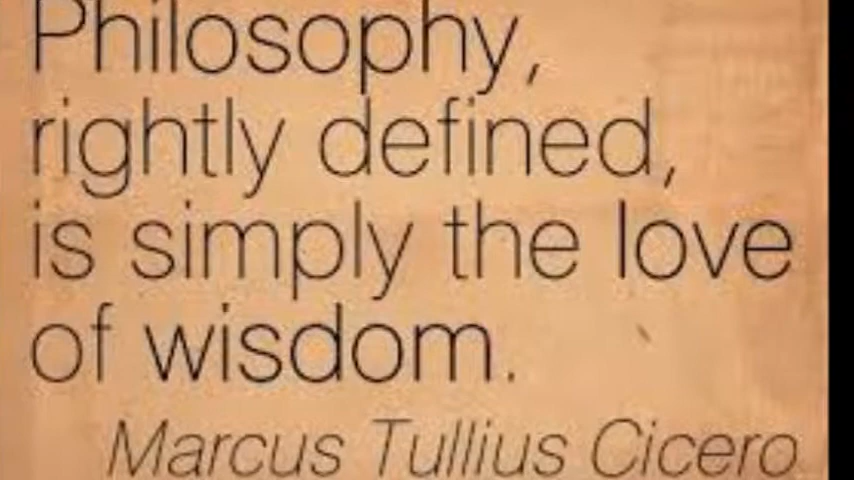 Philosophy,
rightly defined,
is simply the love
of wisdom.
Marcus Tullius Cicero